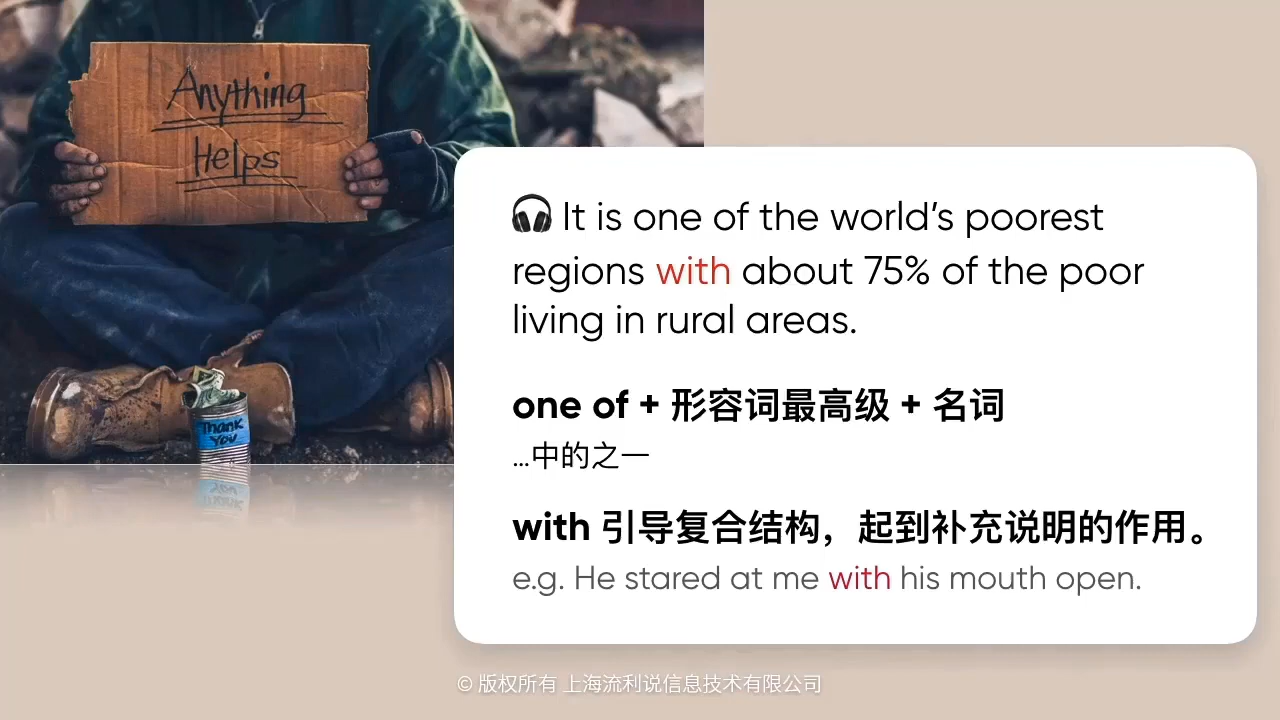 Anything
Helps
Thank
You
It is one of the world’s poorest
regions with about 75% of the poor
living in rural areas.
one of + 形容词最高级 + 名词
...中的之一
with 引导复合结构，起到补充说明的作用。
e.g. He stared at me with his mouth open.
© 版权所有 上海流利说信息技术有限公司